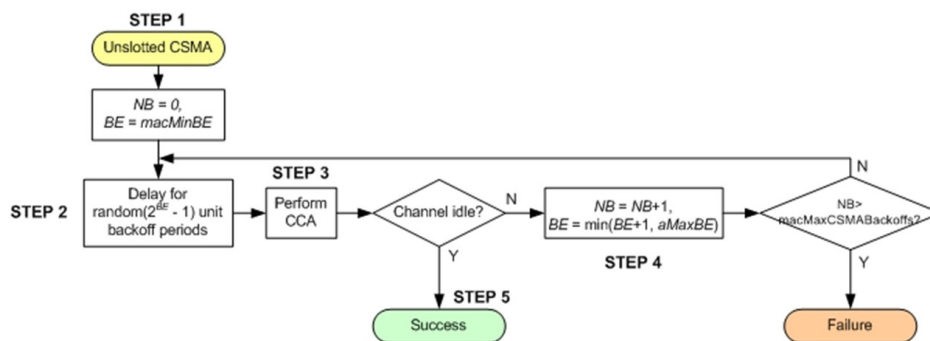 STEP 1
Unslotted CSMA
NB = 0,
BE = macMinBE
STEP 2
Delay for
random(2^BE - 1) unit
backoff periods
STEP 3
Perform
CCA
Channel idle?
N
Y
NB = NB+1,
BE = min(BE+1, aMaxBE)
STEP 4
NB>
macMaxCSMABackoffs?
N
Y
STEP 5
Success
Failure